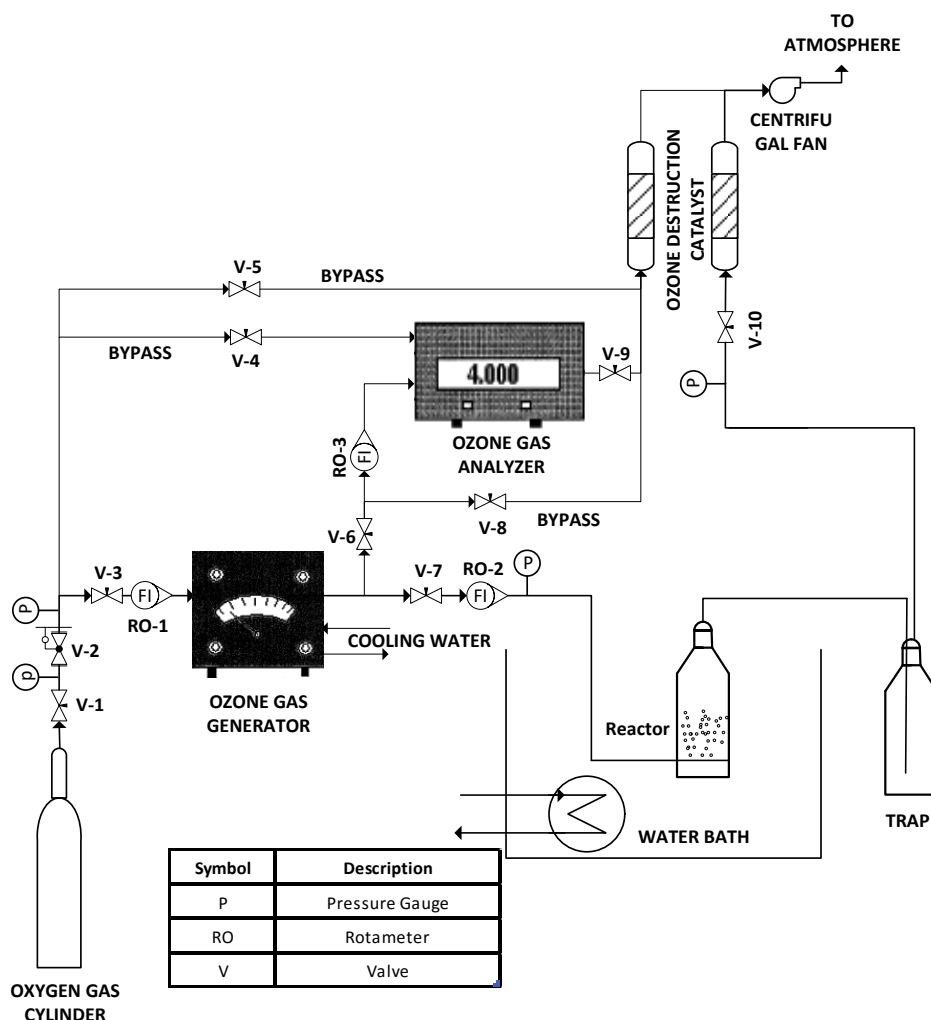 TO
ATMOSPHERE
CENTRIFU
GAL FAN
OZONE DESTRUCTION
CATALYST
V-5
BYPASS
BYPASS
V-4
V-9
V-10
4.000
P
RO-3
FI
OZONE GAS
ANALYZER
V-6
V-8
BYPASS
V-3
FI
RO-1
V-7
RO-2
FI
P
P
V-2
p
V-1
COOLING WATER
OZONE GAS
GENERATOR
Reactor
WATER BATH
TRAP
Symbol Description
P Pressure Gauge
RO Rotameter
V Valve
OXYGEN GAS
CYLINDER